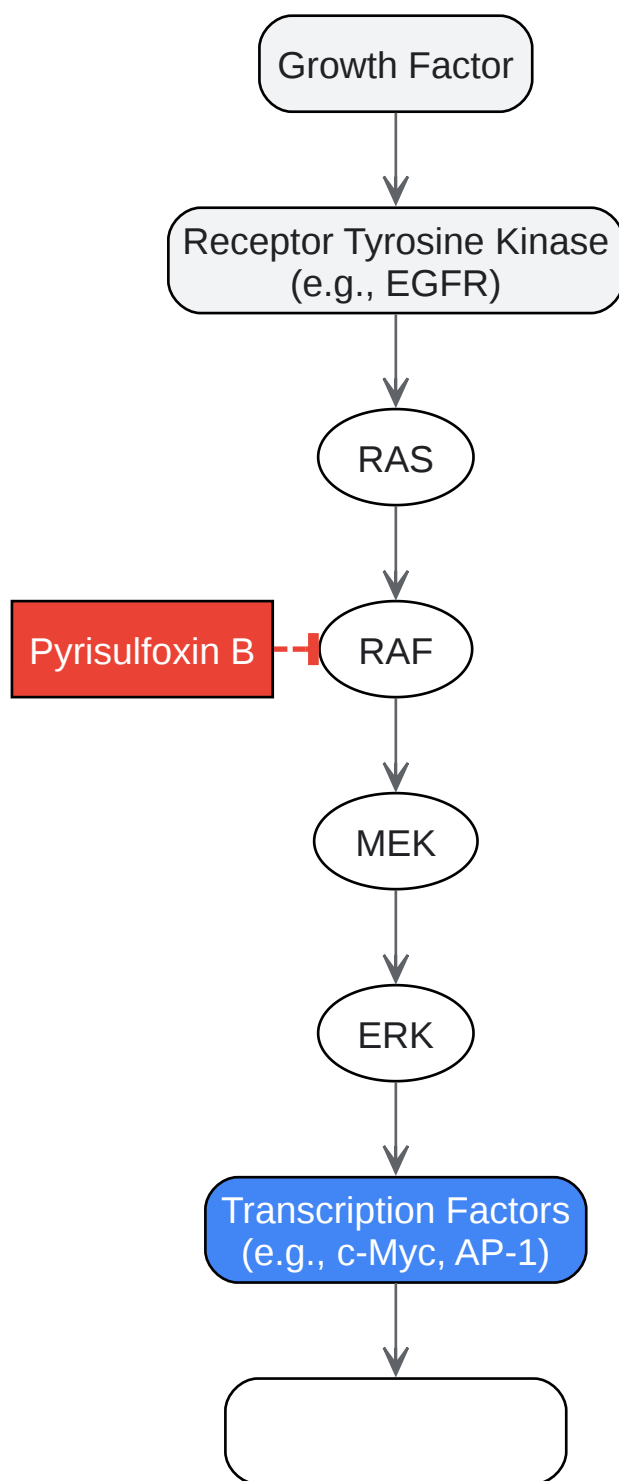 Growth Factor
Receptor Tyrosine Kinase
(e.g., EGFR)
RAS
Pyrisulfoxin B
RAF
MEK
ERK
Transcription Factors
(e.g., c-Myc, AP-1)